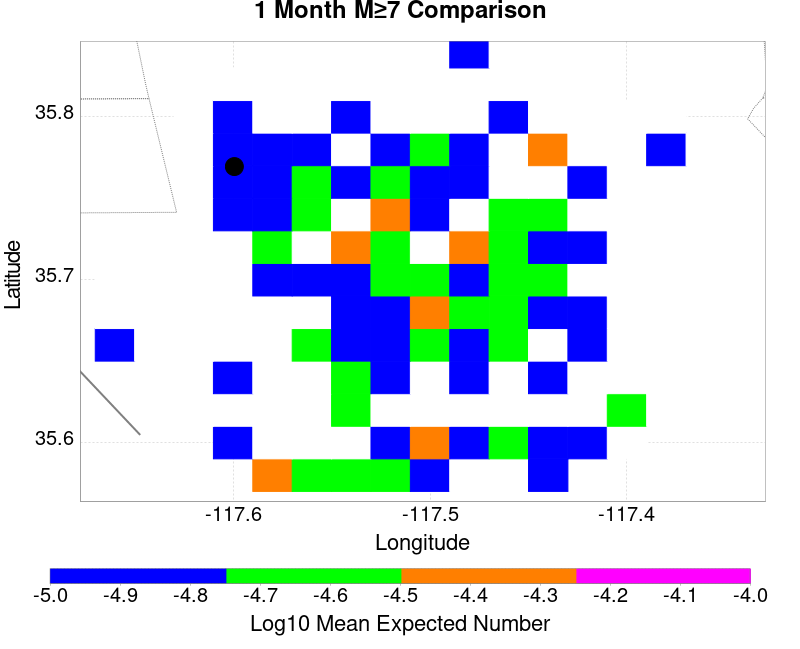 1 Month M≥7 Comparison
35.8
35.7
35.6
Latitude
-117.6 -117.5 -117.4
Longitude
-5.0 -4.9 -4.8 -4.7 -4.6 -4.5 -4.4 -4.3 -4.2 -4.1 -4.0
Log10 Mean Expected Number